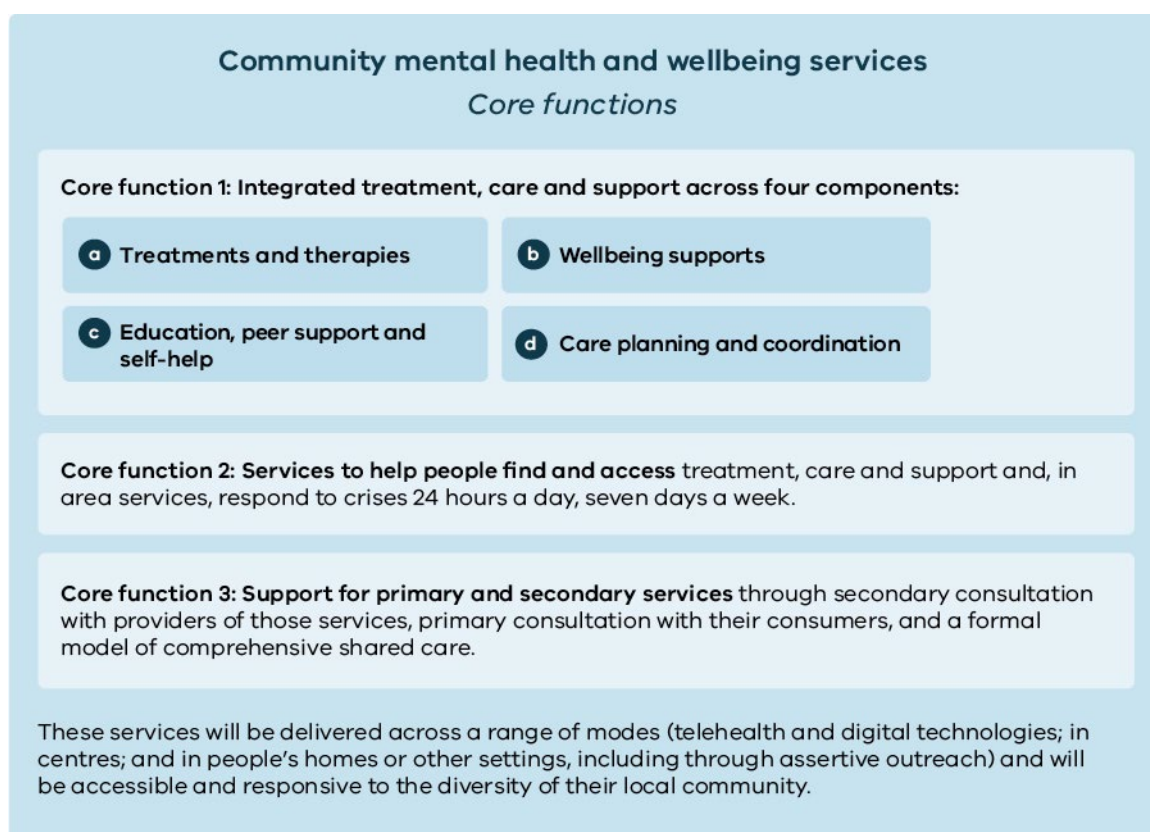 Community mental health and wellbeing services
Core functions
Core function 1: Integrated treatment, care and support across four components:
a Treatments and therapies
b Wellbeing supports
c Education, peer support and
self-help
d Care planning and coordination
Core function 2: Services to help people find and access treatment, care and support and, in
area services, respond to crises 24 hours a day, seven days a week.
Core function 3: Support for primary and secondary services through secondary consultation
with providers of those services, primary consultation with their consumers, and a formal
model of comprehensive shared care.
These services will be delivered across a range of modes (telehealth and digital technologies; in
centres; and in people’s homes or other settings, including through assertive outreach) and will
be accessible and responsive to the diversity of their local community.